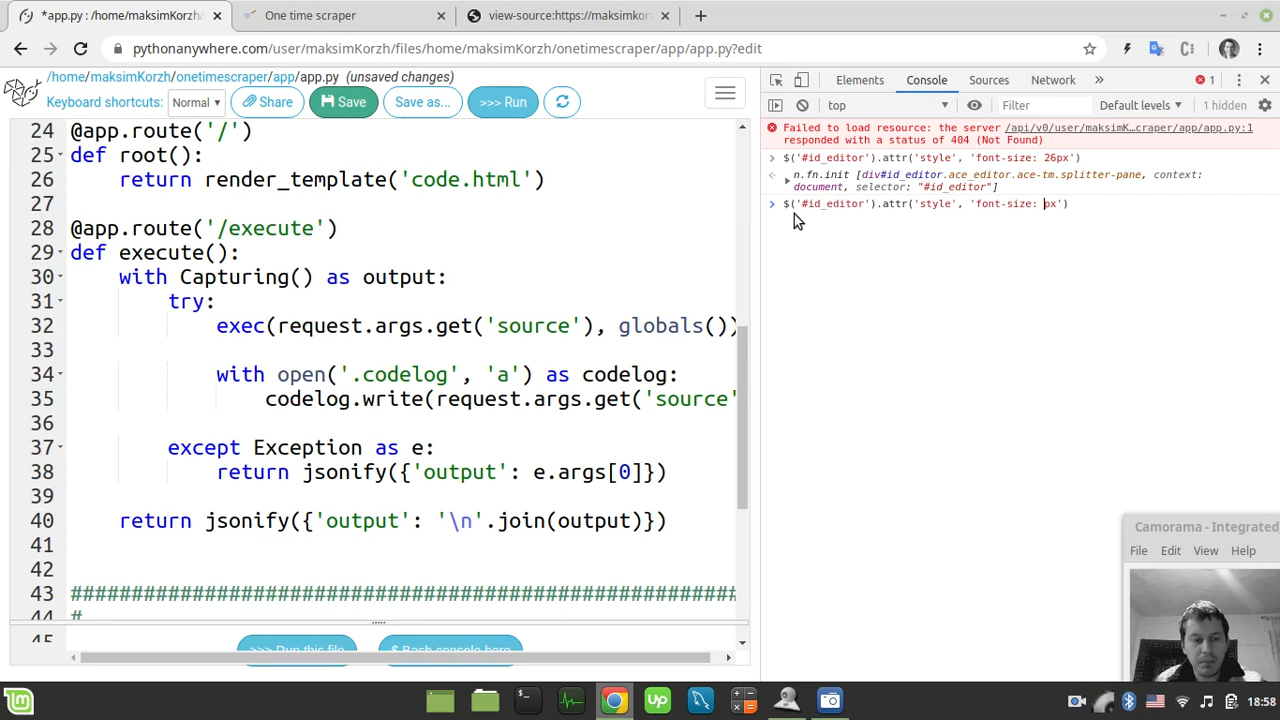 *app.py : /home/maksimKorzh/
One time scraper
view-source:https://maksimkor
pythonanywhere.com/user/maksimKorzh/files/home/maksimKorzh/onetimescraper/app/app.py?edit
/home/maksimKorzh/onetimescraper/app/app.py (unsaved changes)
Keyboard shortcuts: Normal
Share
Save
Save as...
>>> Run
24 @app.route('/')
25 def root():
26 return render_template('code.html')
27
28 @app.route('/execute')
29 def execute():
30 with Capturing() as output:
31 try:
32 exec(request.args.get('source'), globals())
33
34 with open('.codelog', 'a') as codelog:
35 codelog.write(request.args.get('source'
36
37 except Exception as e:
38 return jsonify({'output': e.args[0]})
39
40 return jsonify({'output': '\n'.join(output)})
41
42
43 ######################################################
44 #
45
>>> Run this file
$ Bash console here
Elements Console Sources Network » 1
top Filter Default levels 1 hidden
Failed to load resource: the server /api/v0/user/maksimK…craper/app/app.py:1
responded with a status of 404 (Not Found)
> $('#id_editor').attr('style', 'font-size: 26px')
n.fn.init [div#id_editor.ace_editor.ace-tm.splitter-pane, context:
document, selector: "#id_editor"]
> $('#id_editor').attr('style', 'font-size: px')
Camorama - Integrated_
File Edit View Help
Up
18:58